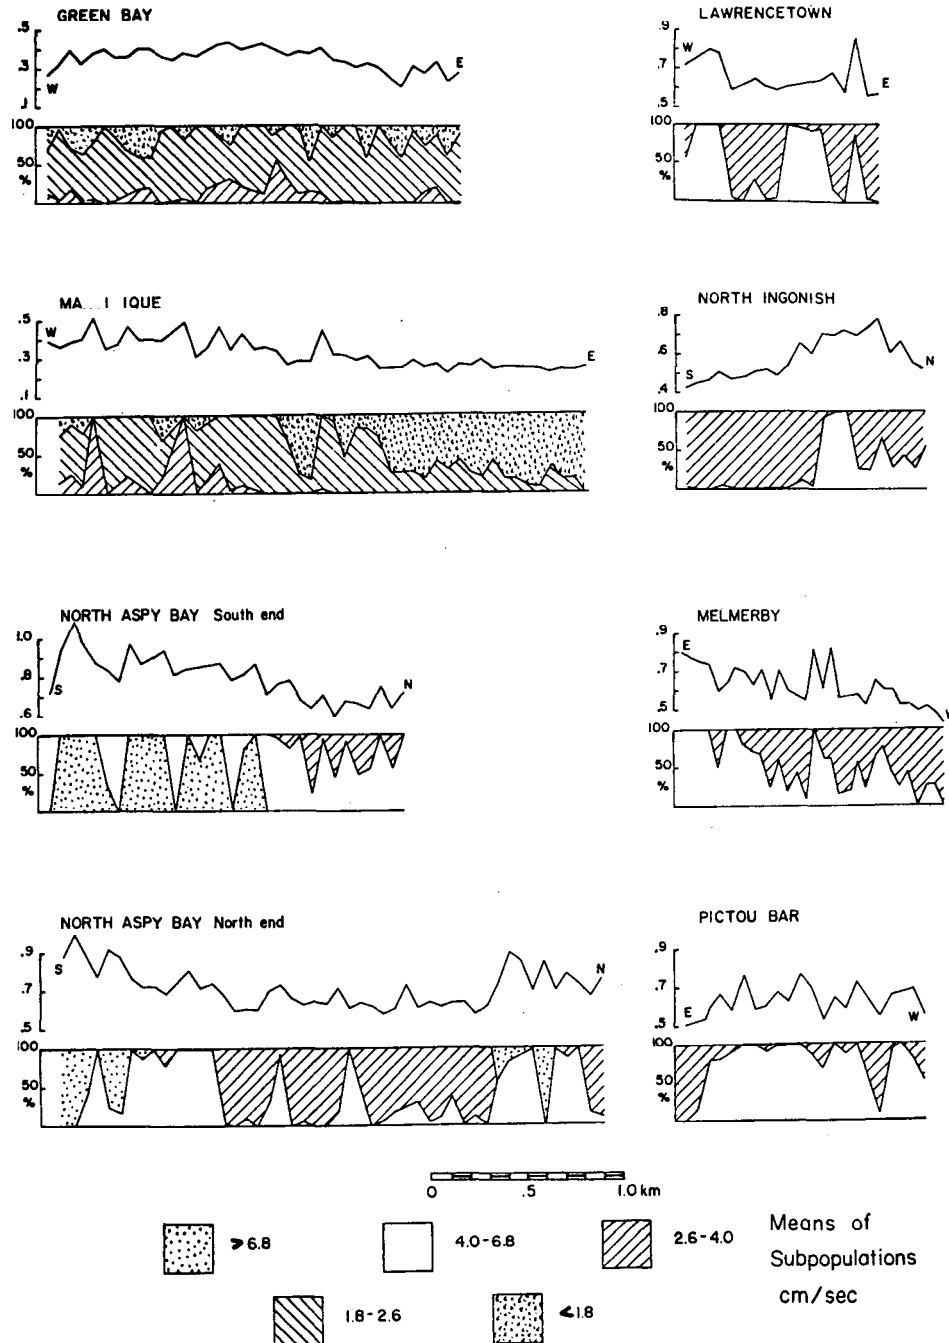 GREEN BAY
.5
.3
.1
W
E
100
50
%
LAWRENCETOWN
.9
.7
.5
W
E
100
50
%
MA...I IQUE
.5
.3
.1
W
E
100
50
%
NORTH INGONISH
.8
.6
.4
S
N
100
50
%
NORTH ASPY BAY South end
1.0
.8
.6
S
N
100
50
%
MELMERBY
.9
.7
.5
E
100
50
%
NORTH ASPY BAY North end
.9
.7
.5
S
N
100
50
%
PICTOU BAR
.9
.7
.5
E
W
100
50
%
0 .5 1.0 km
>6.8
4.0-6.8
2.6-4.0
1.8-2.6
<1.8
Means of
Subpopulations
cm/sec